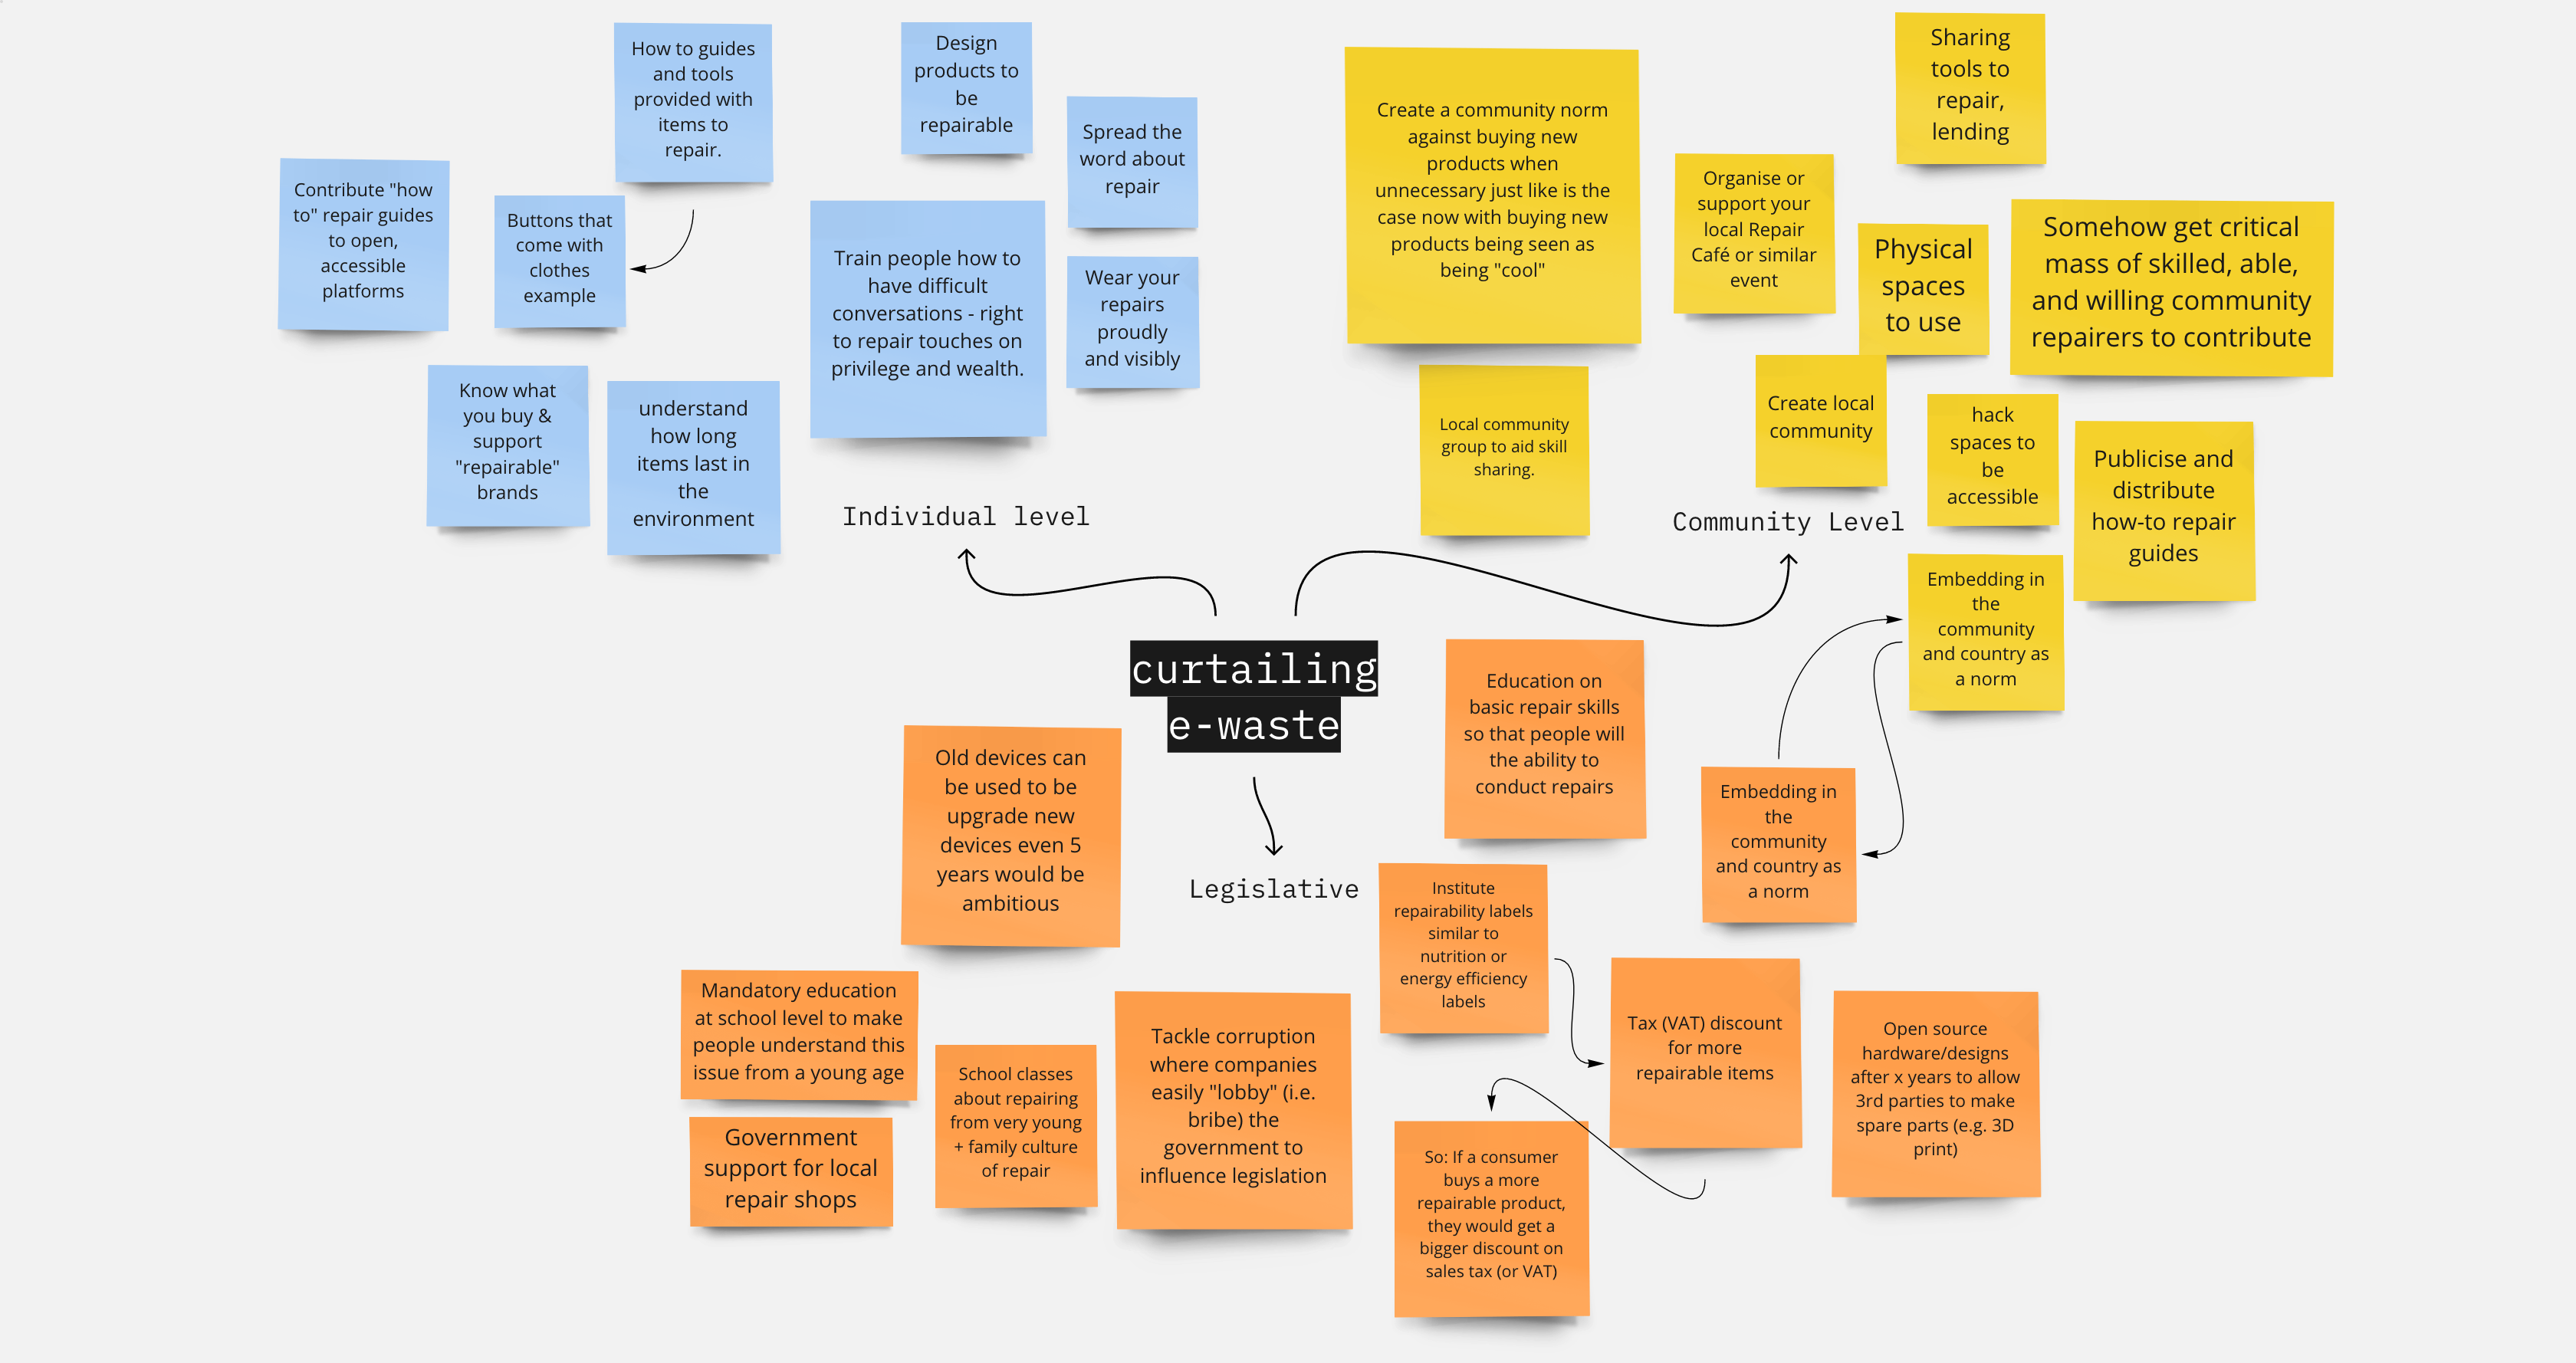 How to guides
and tools
provided with
items to
repair.
Design
products to
be
repairable
Spread the
word about
repair
Contribute "how
to" repair guides
to open,
accessible
platforms
Buttons that
come with
clothes
example
Train people how to
have difficult
conversations - right
to repair touches on
privilege and wealth.
Wear your
repairs
proudly
and visibly
Know what
you buy &
support
"repairable"
brands
understand
how long
items last in
the
environment
Individual level
Create a community norm
against buying new
products when
unnecessary just like is the
case now with buying new
products being seen as
being "cool"
Sharing
tools to
repair,
lending
Organise or
support your
local Repair
Café or similar
event
Physical
spaces
to use
Somehow get critical
mass of skilled, able,
and willing community
repairers to contribute
Local community
group to aid skill
sharing.
Create local
community
hack
spaces to
be
accessible
Publicise and
distribute
how-to repair
guides
Community Level
Embedding in
the
community
and country as
a norm
curtailing
e-waste
Education on
basic repair skills
so that people will
the ability to
conduct repairs
Old devices can
be used to be
upgrade new
devices even 5
years would be
ambitious
Embedding in
the
community
and country as
a norm
Legislative
Institute
repairability labels
similar to
nutrition or
energy efficiency
labels
Mandatory education
at school level to make
people understand this
issue from a young age
School classes
about repairing
from very young
+ family culture
of repair
Tackle corruption
where companies
easily "lobby" (i.e.
bribe) the
government to
influence legislation
Tax (VAT) discount
for more
repairable items
Open source
hardware/designs
after x years to allow
3rd parties to make
spare parts (e.g. 3D
print)
Government
support for local
repair shops
So: If a consumer
buys a more
repairable product,
they would get a
bigger discount on
sales tax (or VAT)